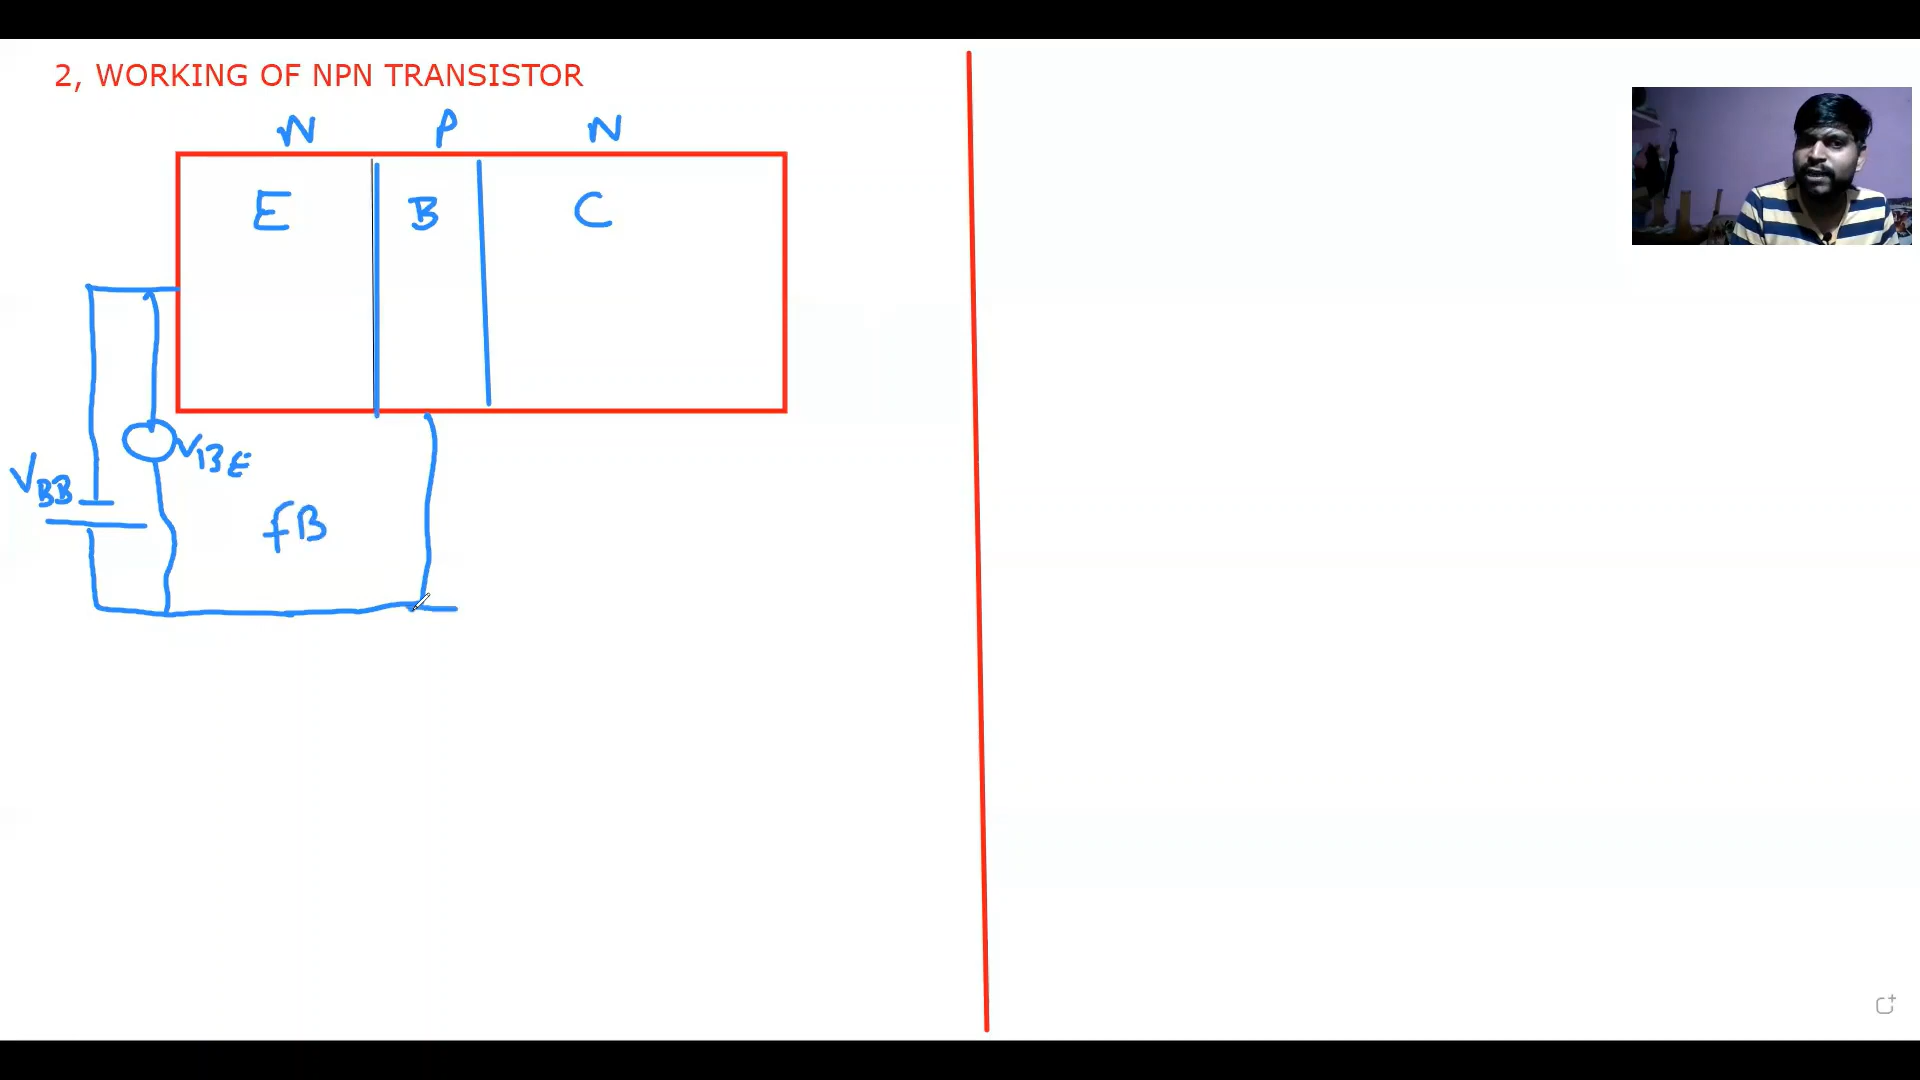 2, WORKING OF NPN TRANSISTOR
N P N
E B C
VBE
VBB
fB